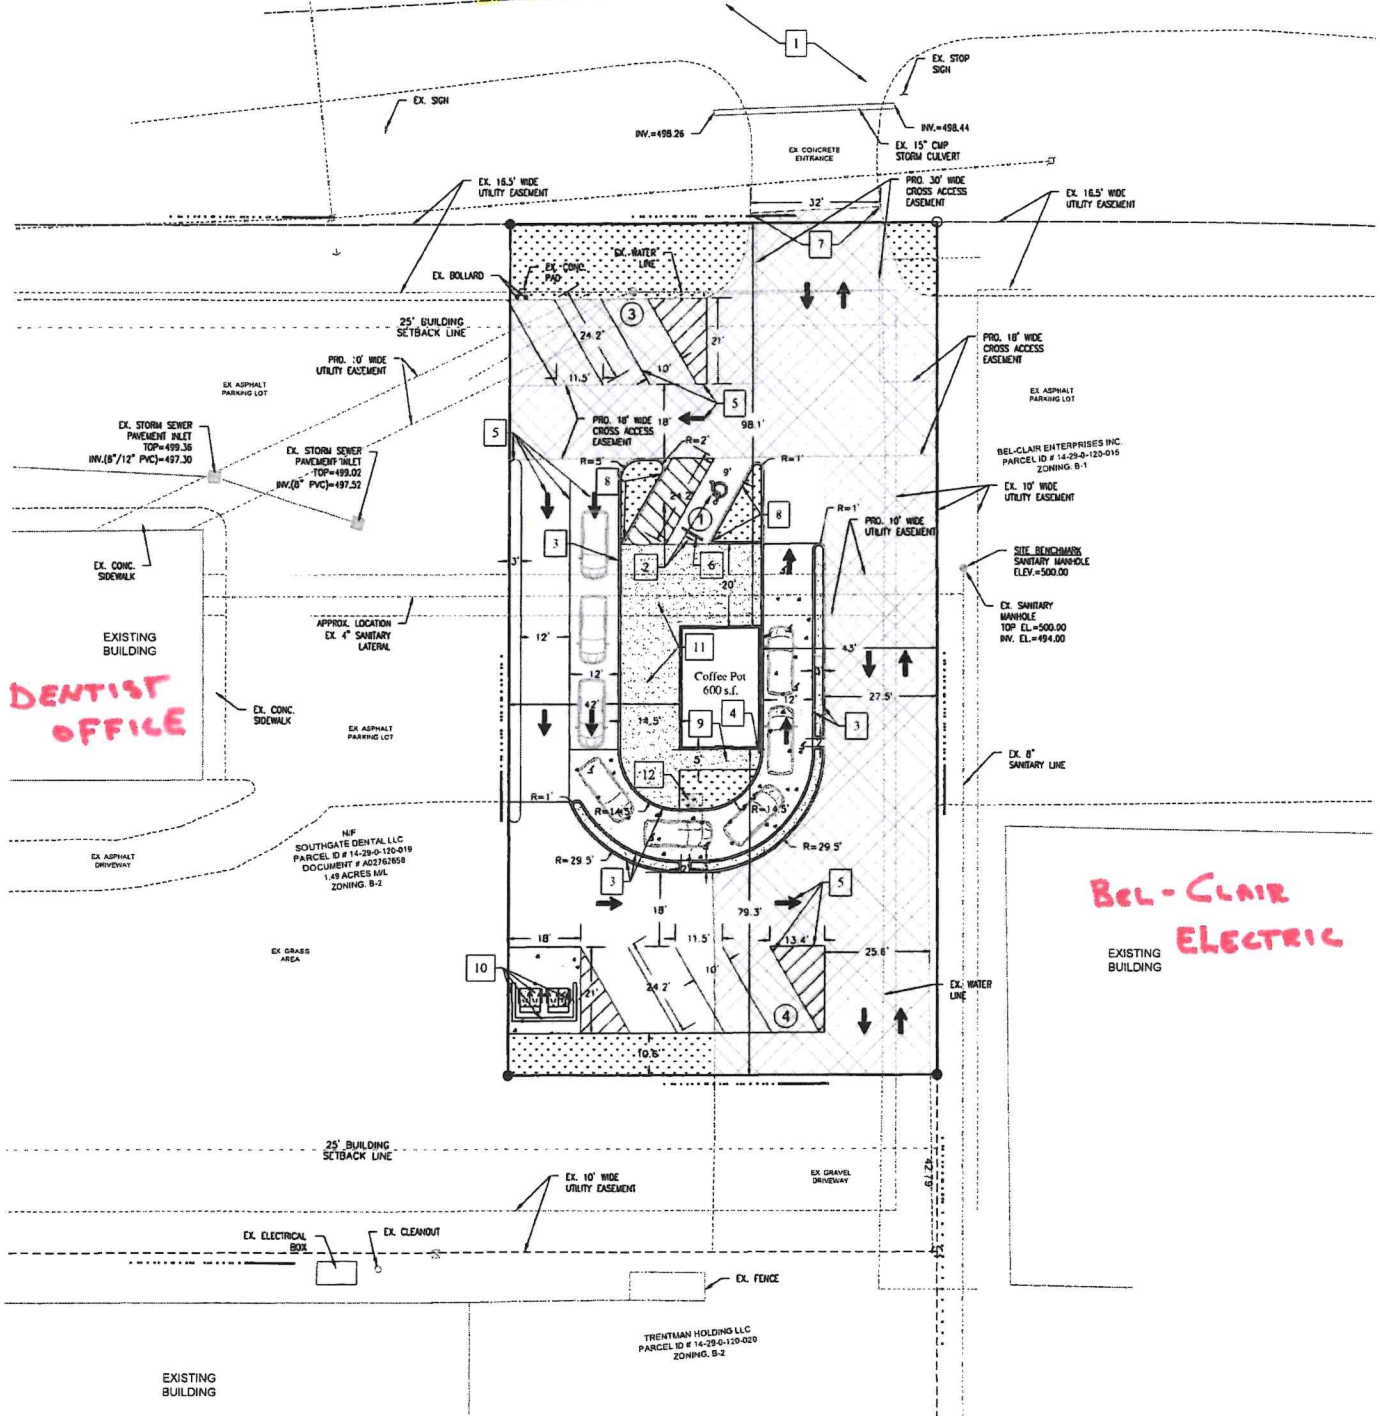 1
EX. STOP
SIGN
EX. SIGN
INV.=498.26
INV.=498.44
EX CONCRETE
ENTRANCE
EX. 15" CMP
STORM CULVERT
EX. 16.5' WIDE
UTILITY EASEMENT
PRO. 30' WIDE
CROSS ACCESS
EASEMENT
EX. 16.5' WIDE
UTILITY EASEMENT
32'
7
EX. WATER
LINE
EX. BOLLARD
EX. CONC.
PAD
3
25' BUILDING
SETBACK LINE
24.2'
21'
PRO. 18' WIDE
CROSS ACCESS
EASEMENT
PRO. 10' WIDE
UTILITY EASEMENT
11.5'
10'
EX ASPHALT
PARKING LOT
EX ASPHALT
PARKING LOT
5
PRO. 18' WIDE
CROSS ACCESS
EASEMENT
18'
98.1'
EX. STORM SEWER
PAVEMENT INLET
TOP=499.36
INV.(8"/12" PVC)=497.30
5
R=2'
BEL-CLAIR ENTERPRISES INC.
PARCEL ID # 14-29-0-120-015
ZONING: B-1
EX. STORM SEWER
PAVEMENT INLET
TOP=499.02
INV.(8" PVC)=497.52
R=5'
R=1'
8
9'
24.2'
EX. 10' WIDE
UTILITY EASEMENT
1
8
R=1'
PRO. 10' WIDE
UTILITY EASEMENT
3
2
6
SITE BENCHMARK
SANITARY MANHOLE
ELEV.=500.00
EX. CONC.
SIDEWALK
3'
20'
EX. SANITARY
MANHOLE
TOP EL.=500.00
INV. EL.=494.00
APPROX. LOCATION
EX. 4" SANITARY
LATERAL
EXISTING
BUILDING
12'
11
43'
DENTIST
OFFICE
12'
Coffee Pot
600 s.f.
3'
12'
27.5'
EX. CONC.
SIDEWALK
42'
14.5'
9
4
3
EX ASPHALT
PARKING LOT
EX. 8"
SANITARY LINE
5'
12
R=1'
R=14.5'
R=14.5'
N/F
SOUTHGATE DENTAL LLC
PARCEL ID # 14-29-0-120-019
DOCUMENT # A02762658
1.49 ACRES M/L
ZONING: B-2
EX ASPHALT
DRIVEWAY
R=29.5'
R=29.5'
3
2'
5
BEL-CLAIR
ELECTRIC
18'
79.3'
18'
11.5'
13.4'
25.6'
EX GRASS
AREA
EXISTING
BUILDING
10
21'
24.2'
10'
4
EX. WATER
LINE
10.6'
25' BUILDING
SETBACK LINE
EX GRAVEL
DRIVEWAY
42.79'
EX. 10' WIDE
UTILITY EASEMENT
EX. ELECTRICAL
BOX
EX. CLEANOUT
EX. FENCE
TRENTMAN HOLDING LLC
PARCEL ID # 14-29-0-120-020
ZONING: B-2
EXISTING
BUILDING